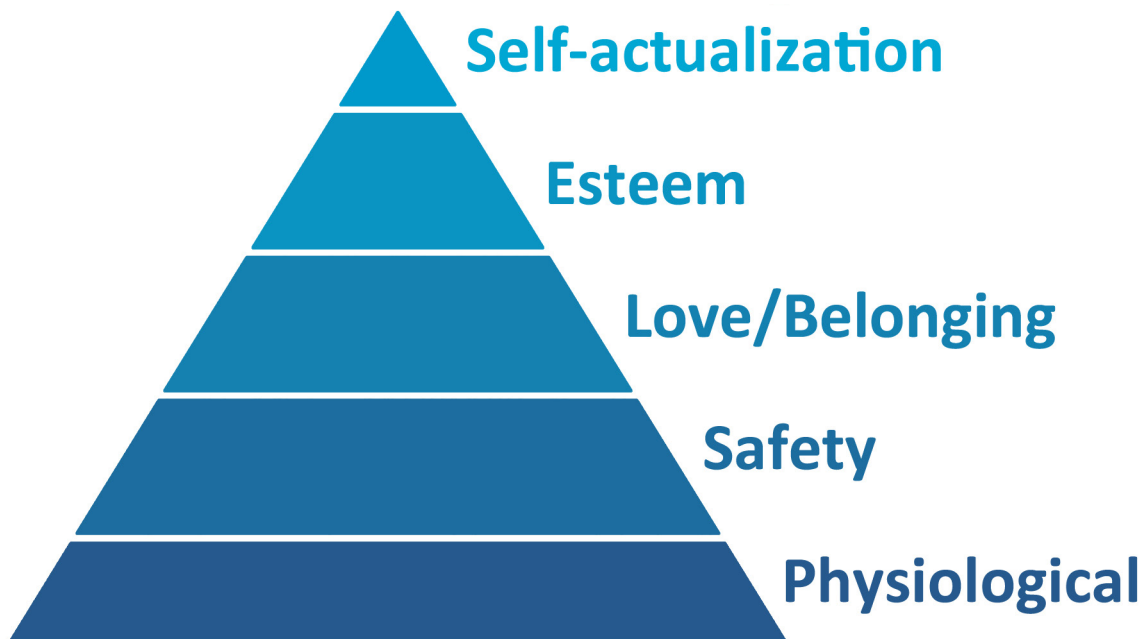 Self-actualization
Esteem
Love/Belonging
Safety
Physiological